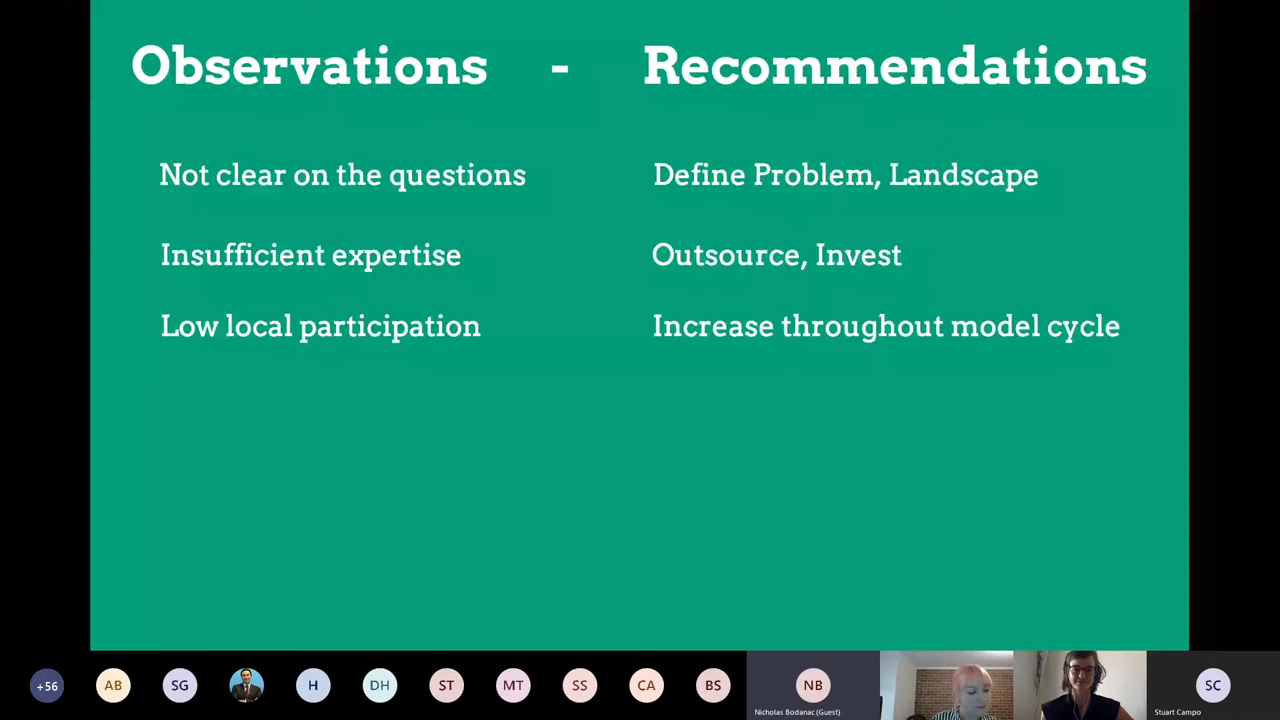 Observations - Recommendations
Not clear on the questions Define Problem, Landscape
Insufficient expertise Outsource, Invest
Low local participation Increase throughout model cycle
+56 AB SG H DH ST MT SS CA BS NB SC
Nicholas Bodanac (Guest) Stuart Campo